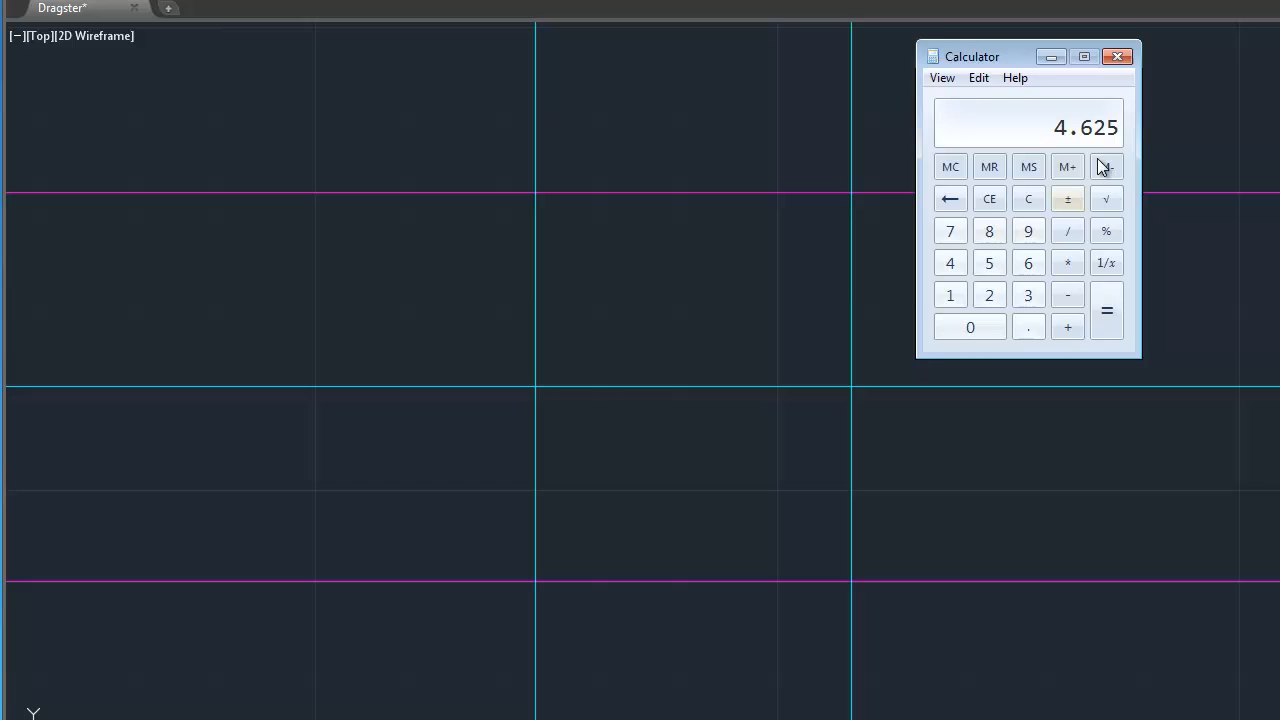 Dragster*
[−][Top][2D Wireframe]
Calculator
View Edit Help
4.625
MC MR MS M+
← CE C ± √
7 8 9 / %
4 5 6 * 1/x
1 2 3 - =
0 . +
Y